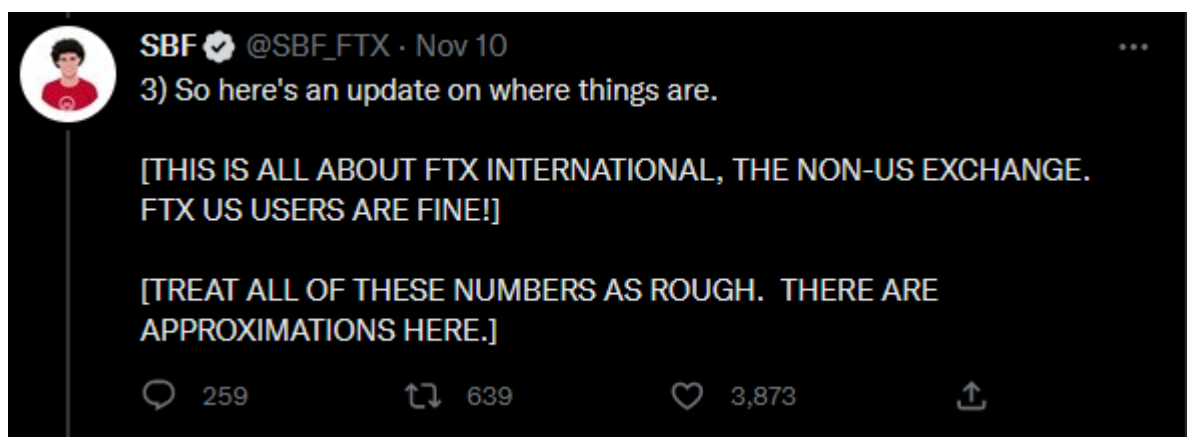 SBF @SBF_FTX · Nov 10
3) So here's an update on where things are.
[THIS IS ALL ABOUT FTX INTERNATIONAL, THE NON-US EXCHANGE.
FTX US USERS ARE FINE!]
[TREAT ALL OF THESE NUMBERS AS ROUGH.  THERE ARE
APPROXIMATIONS HERE.]
259 639 3,873